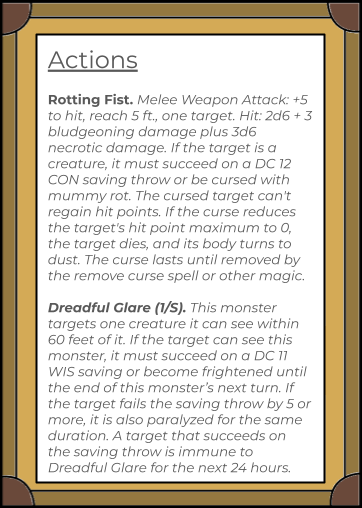 Actions
Rotting Fist. Melee Weapon Attack: +5
to hit, reach 5 ft., one target. Hit: 2d6 + 3
bludgeoning damage plus 3d6
necrotic damage. If the target is a
creature, it must succeed on a DC 12
CON saving throw or be cursed with
mummy rot. The cursed target can't
regain hit points. If the curse reduces
the target's hit point maximum to 0,
the target dies, and its body turns to
dust. The curse lasts until removed by
the remove curse spell or other magic.
Dreadful Glare (1/S). This monster
targets one creature it can see within
60 feet of it. If the target can see this
monster, it must succeed on a DC 11
WIS saving or become frightened until
the end of this monster’s next turn. If
the target fails the saving throw by 5 or
more, it is also paralyzed for the same
duration. A target that succeeds on
the saving throw is immune to
Dreadful Glare for the next 24 hours.